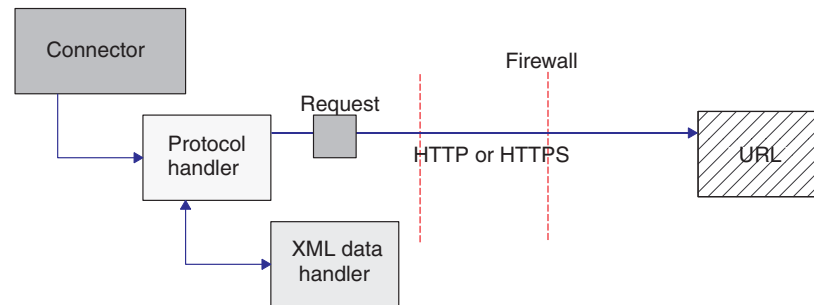 Connector
Firewall
Request
Protocol
handler
HTTP or HTTPS
URL
XML data
handler